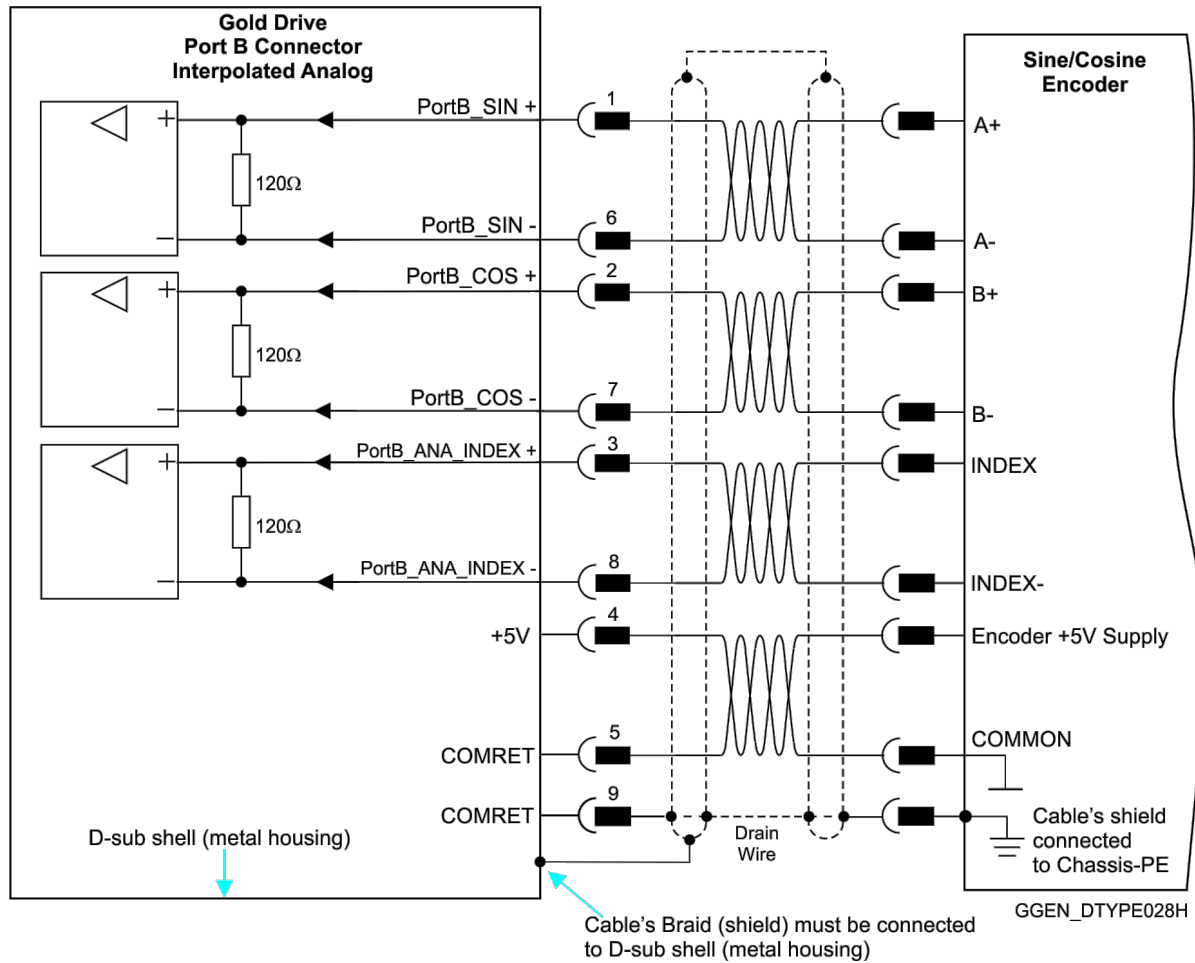 Gold Drive
Port B Connector
Interpolated Analog
Sine/Cosine
Encoder
PortB_SIN +
1
A+
+
120Ω
−
PortB_SIN -
6
A-
PortB_COS +
2
B+
+
120Ω
−
PortB_COS -
7
B-
PortB_ANA_INDEX +
3
INDEX
+
120Ω
−
PortB_ANA_INDEX -
8
INDEX-
+5V
4
Encoder +5V Supply
COMRET
5
COMMON
COMRET
9
Drain
Wire
Cable's shield
connected
to Chassis-PE
D-sub shell (metal housing)
GGEN_DTYPE028H
Cable's Braid (shield) must be connected
to D-sub shell (metal housing)